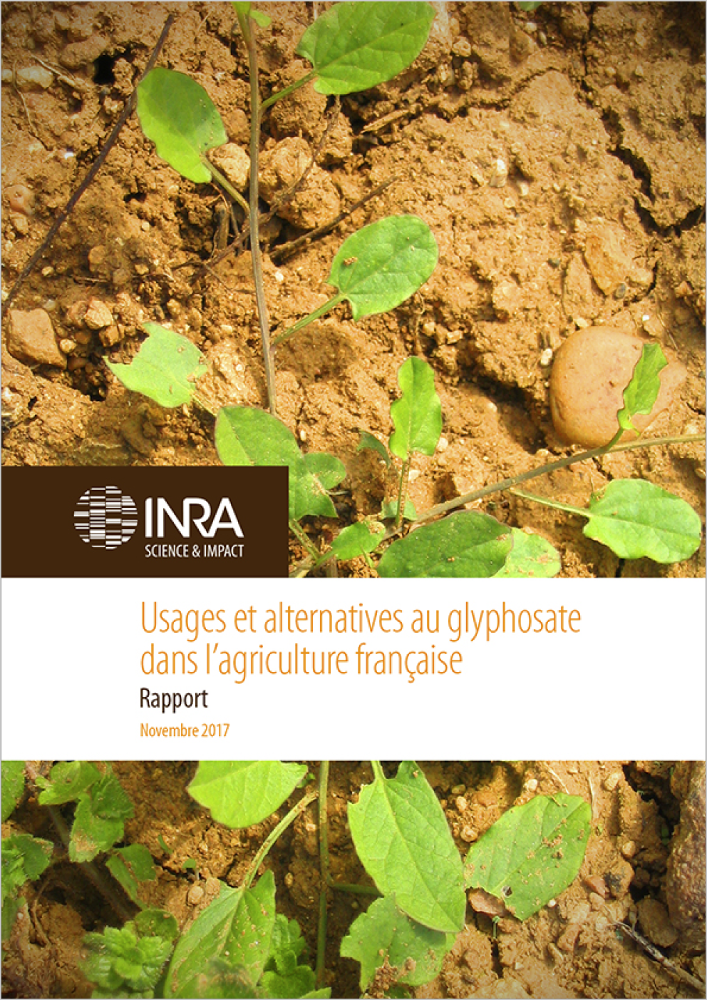 INRA
SCIENCE & IMPACT
Usages et alternatives au glyphosate
dans l’agriculture française
Rapport
Novembre 2017